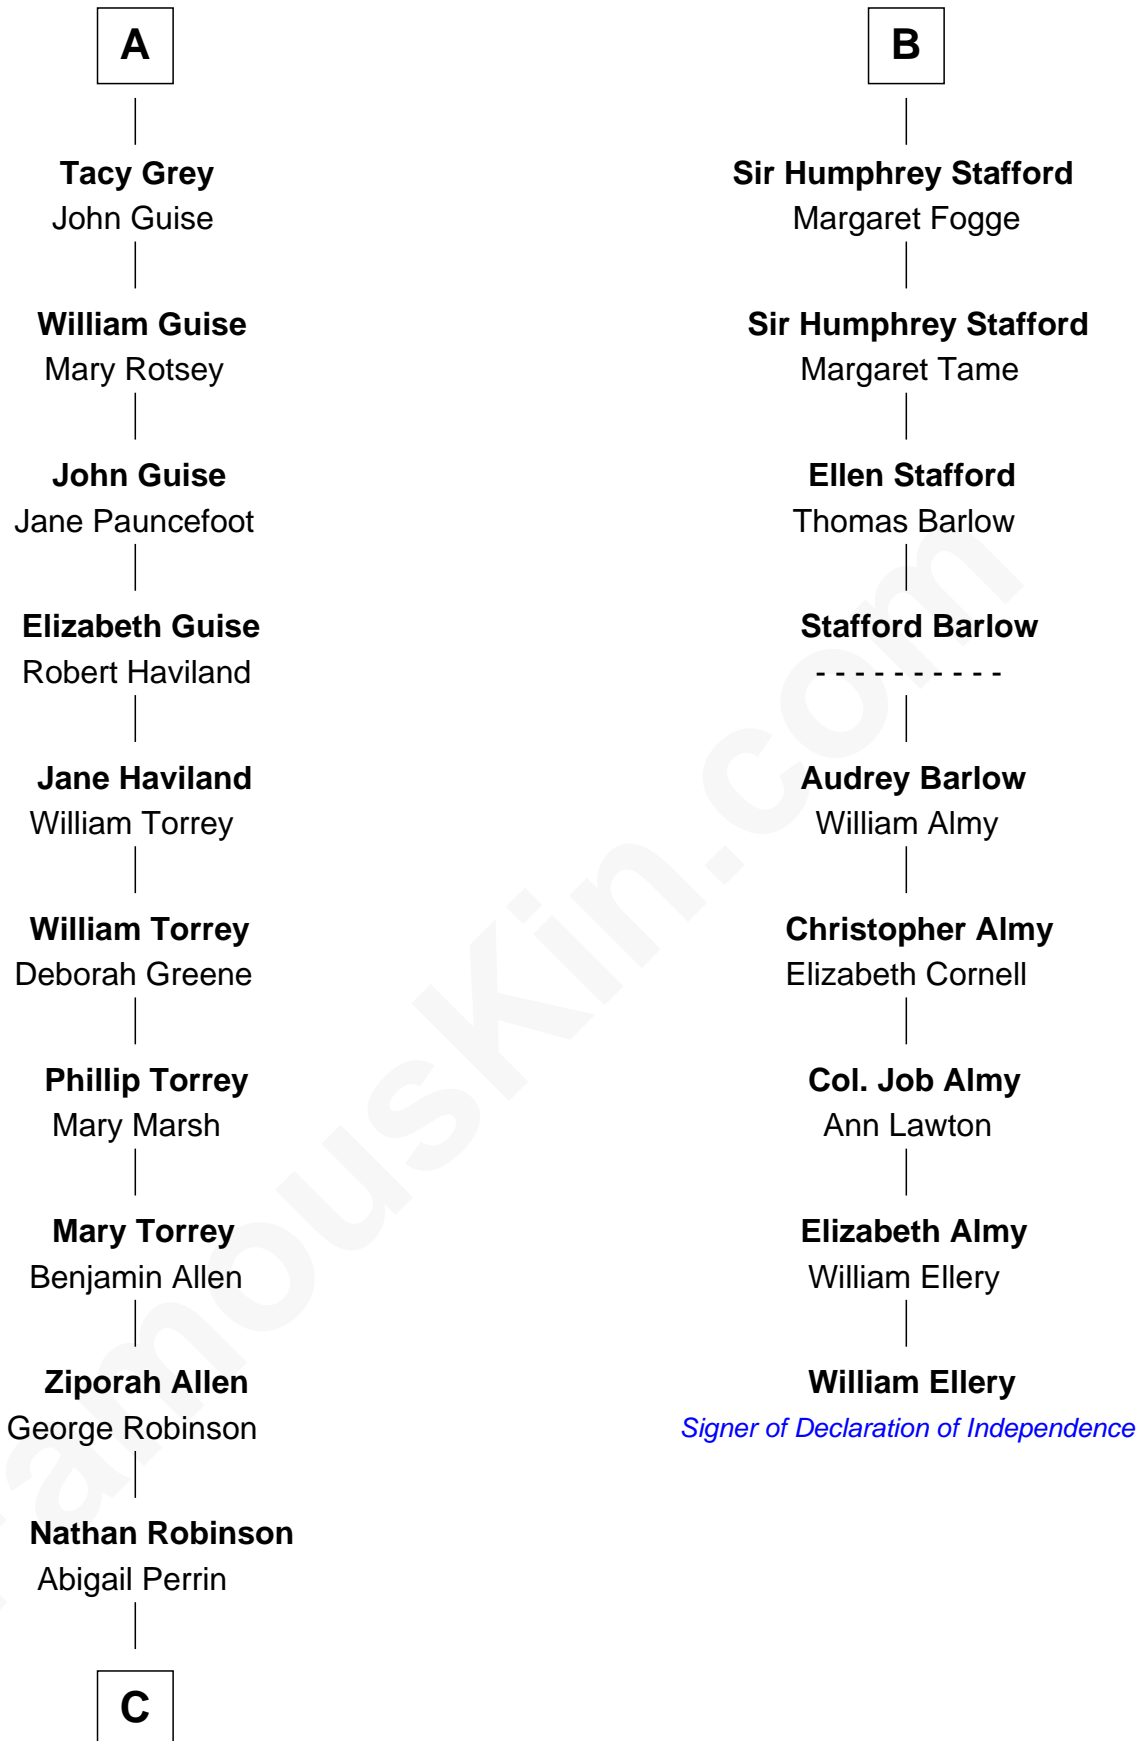 A
Tacy Grey
John Guise
William Guise
Mary Rotsey
John Guise
Jane Pauncefoot
Elizabeth Guise
Robert Haviland
Jane Haviland
William Torrey
William Torrey
Deborah Greene
Phillip Torrey
Mary Marsh
Mary Torrey
Benjamin Allen
Ziporah Allen
George Robinson
Nathan Robinson
Abigail Perrin
C
B
Sir Humphrey Stafford
Margaret Fogge
Sir Humphrey Stafford
Margaret Tame
Ellen Stafford
Thomas Barlow
Stafford Barlow
- - - - - - - - - -
Audrey Barlow
William Almy
Christopher Almy
Elizabeth Cornell
Col. Job Almy
Ann Lawton
Elizabeth Almy
William Ellery
William Ellery
Signer of Declaration of Independence
FamousKin.com